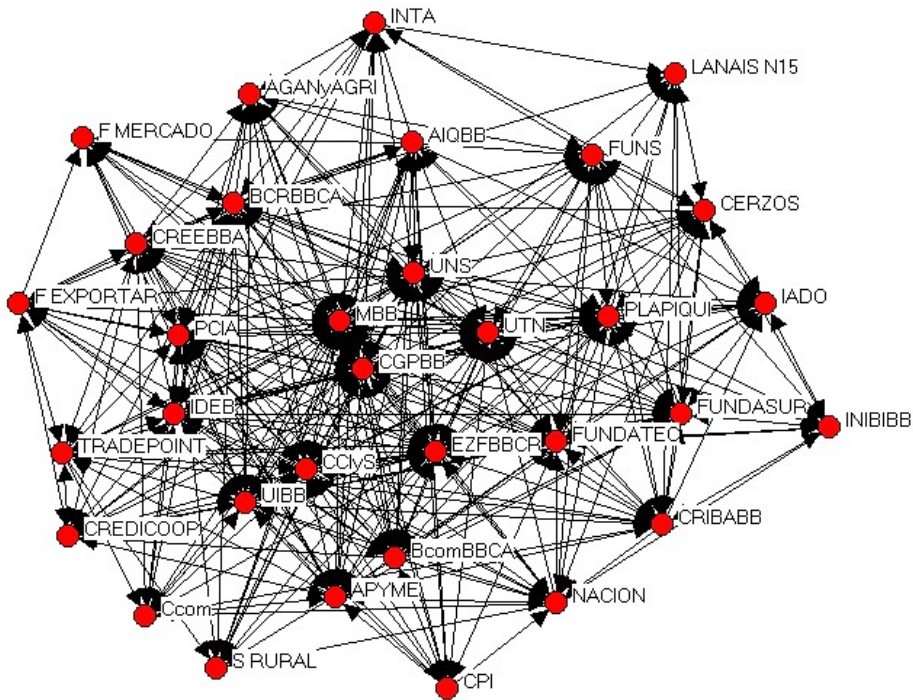 INTA
LANAIS N15
AGANyAGRI
F MERCADO
AIQBB
FUNS
BCRBBCA
CERZOS
CREEBBA
UNS
F EXPORTAR
IADO
MBB
PLAPIQUI
PCIA
UTN
CGPBB
IDEB
FUNDASUR
INIBIBB
TRADEPOINT
EZFBBCR
FUNDATEC
CCIyS
UIBB
CREDICOOP
CRIBABB
BcomBBCA
APYME
NACION
Ccom
S RURAL
CPI